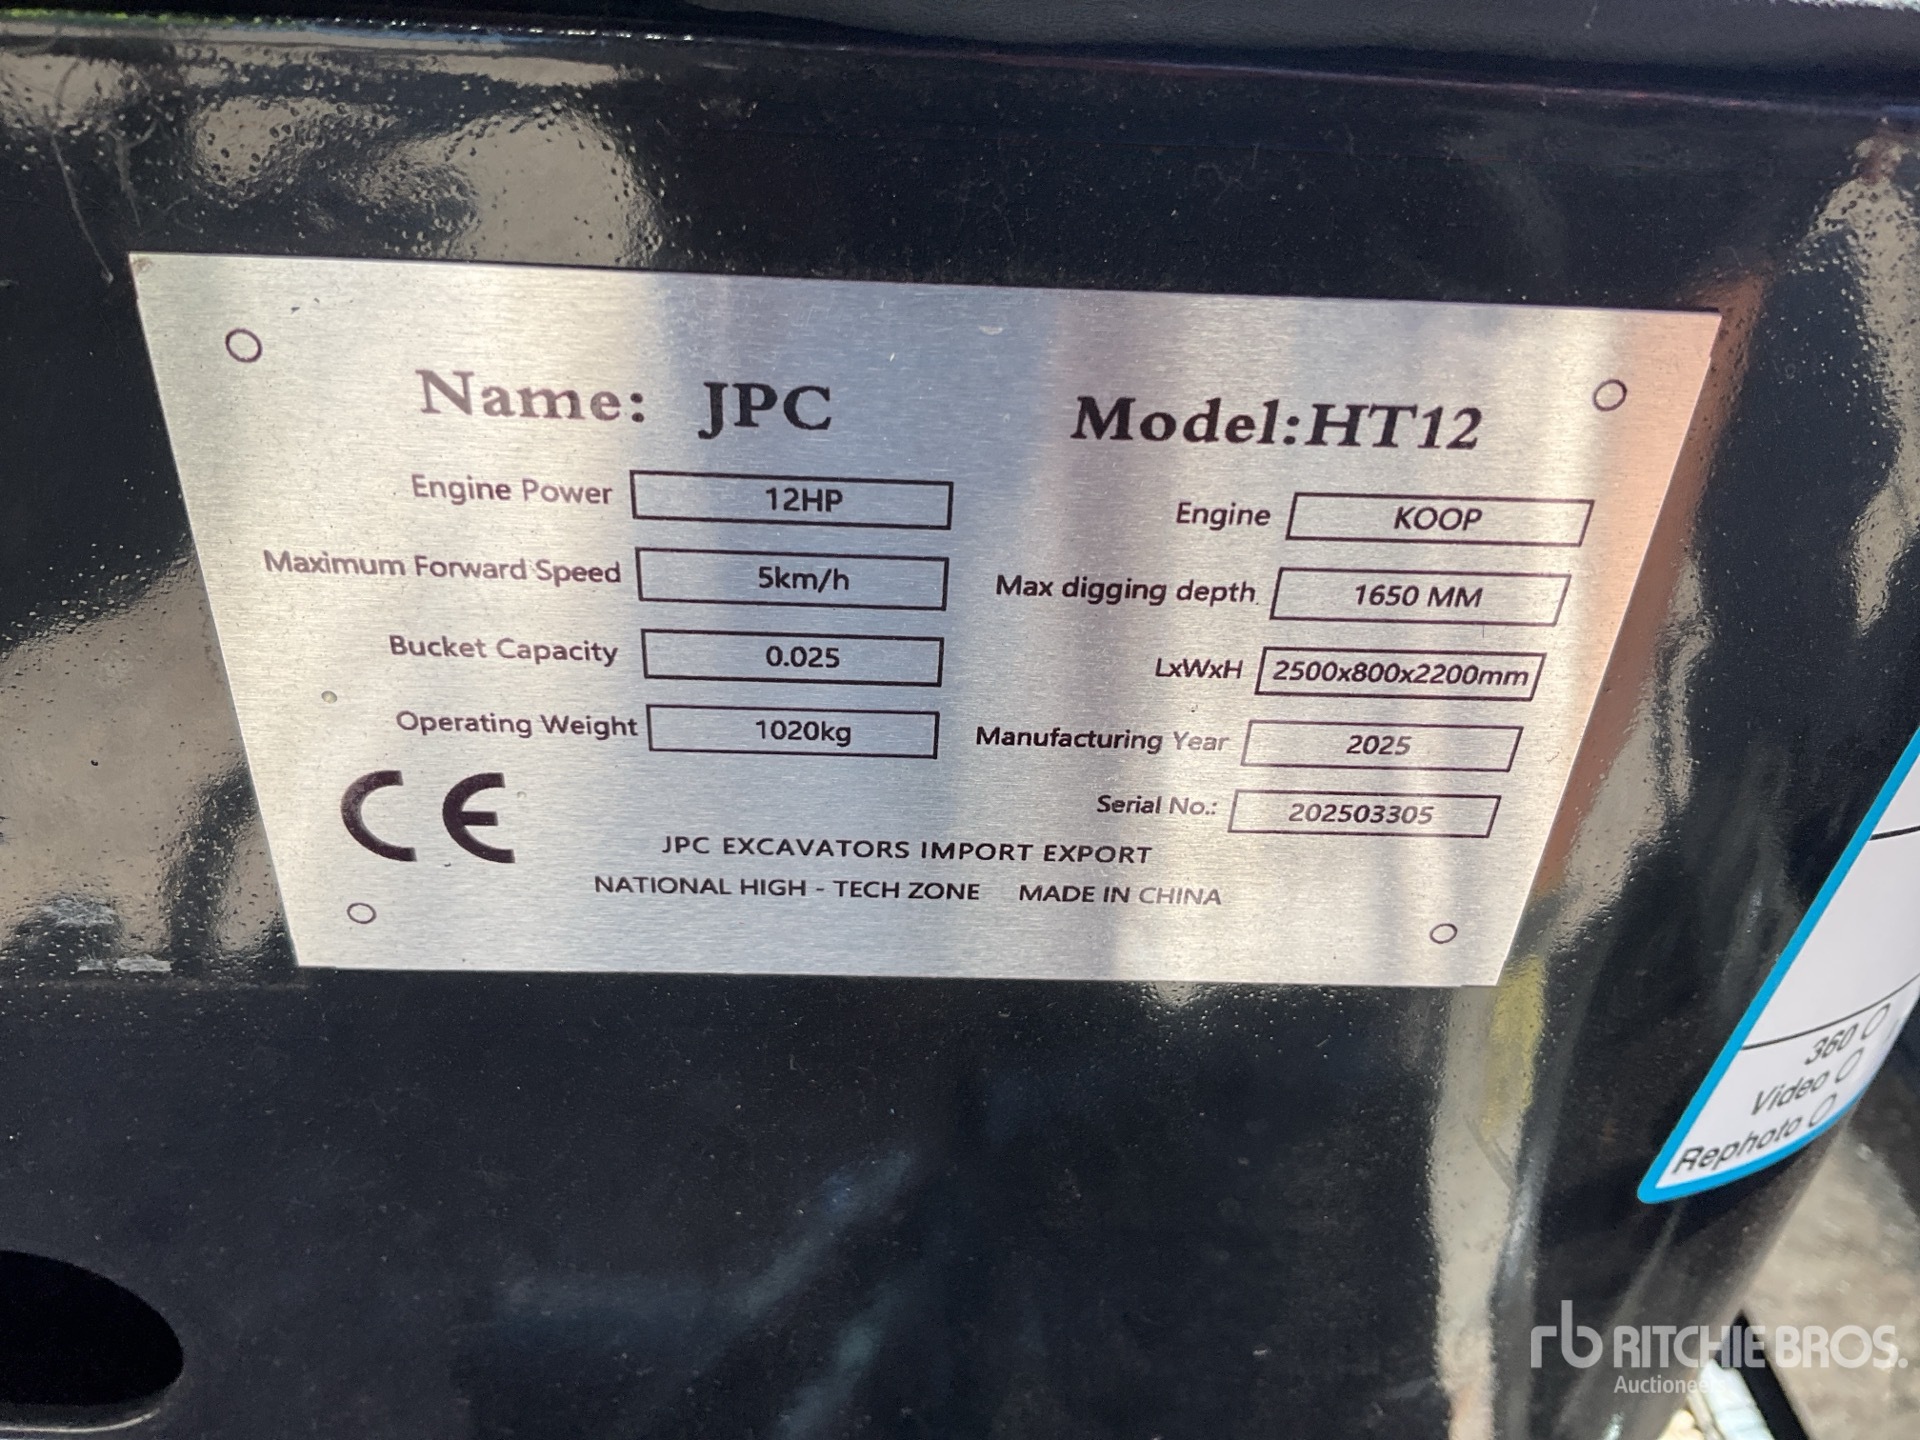 Name: JPC Model:HT12
Engine Power 12HP Engine KOOP
Maximum Forward Speed 5km/h Max digging depth 1650 MM
Bucket Capacity 0.025 LxWxH 2500x800x2200mm
Operating Weight 1020kg Manufacturing Year 2025
Serial No.: 202503305
CE
JPC EXCAVATORS IMPORT EXPORT
NATIONAL HIGH - TECH ZONE MADE IN CHINA
360
Video
Rephoto
rb RITCHIE BROS.
Auctioneers